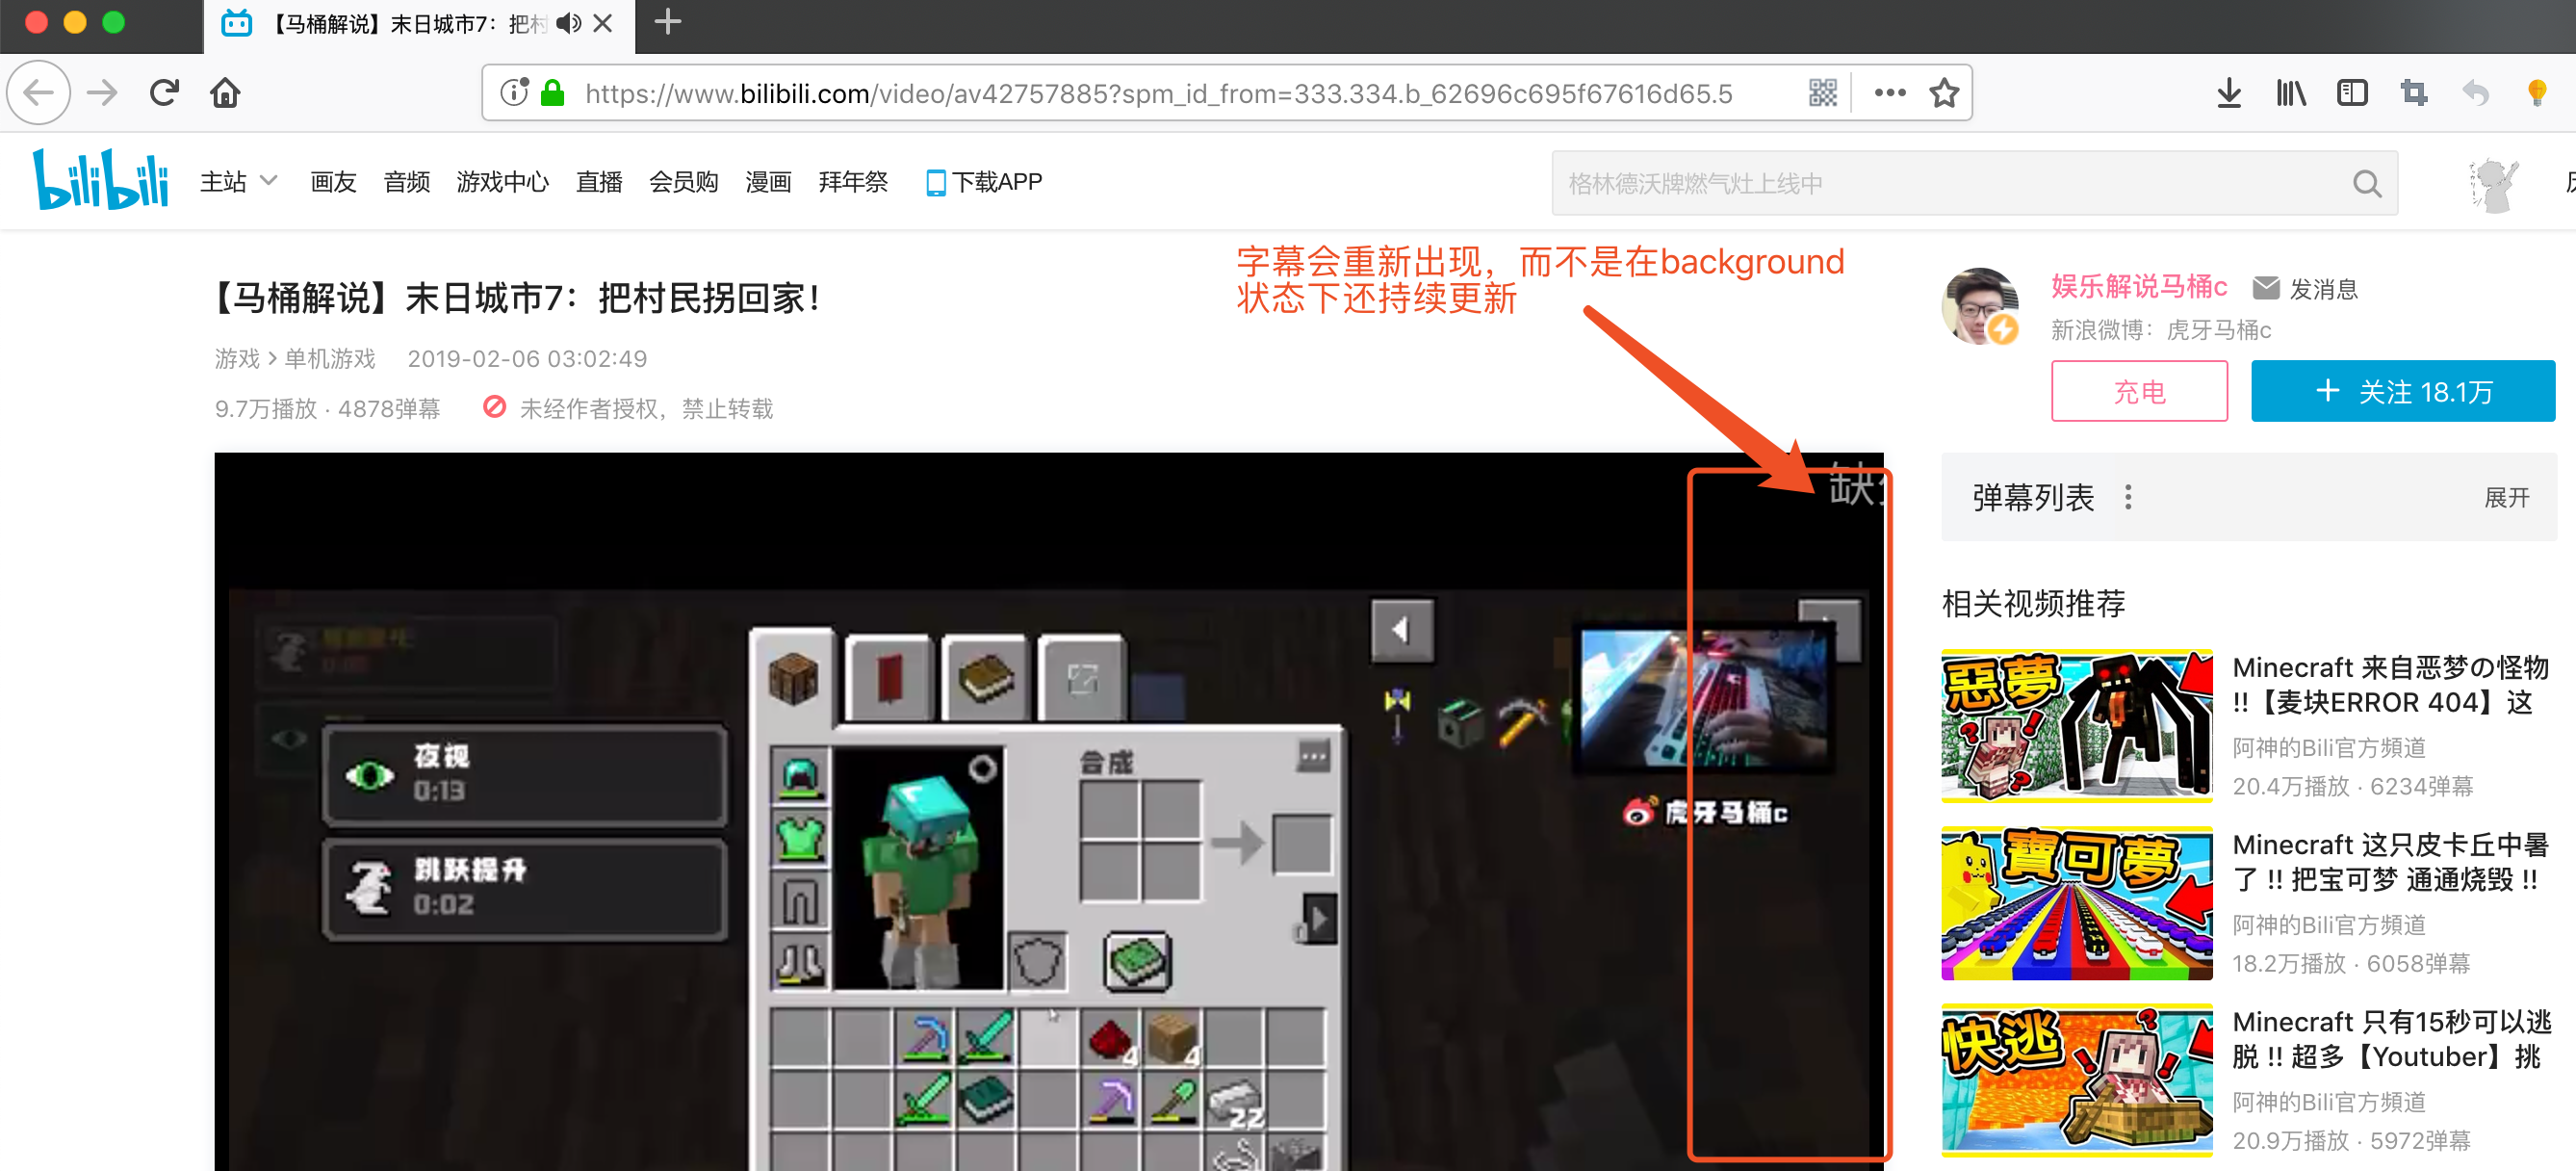 【马桶解说】末日城市7：把村
https://www.bilibili.com/video/av42757885?spm_id_from=333.334.b_62696c695f67616d65.5
bilibili
主站 画友 音频 游戏中心 直播 会员购 漫画 拜年祭 下载APP
格林德沃牌燃气灶上线中
字幕会重新出现，而不是在background
状态下还持续更新
【马桶解说】末日城市7：把村民拐回家！
游戏 > 单机游戏 2019-02-06 03:02:49
9.7万播放 · 4878弹幕 未经作者授权，禁止转载
娱乐解说马桶c 发消息
新浪微博：虎牙马桶c
充电
+ 关注 18.1万
缺
夜视
0:13
跳跃提升
0:02
合成
虎牙马桶c
4
4
22
弹幕列表 展开
相关视频推荐
惡夢
Minecraft 来自恶梦の怪物
!!【麦块ERROR 404】这
阿神的Bili官方頻道
20.4万播放 · 6234弹幕
寶可夢
Minecraft 这只皮卡丘中暑
了 !! 把宝可梦 通通烧毁 !!
阿神的Bili官方頻道
18.2万播放 · 6058弹幕
快逃
Minecraft 只有15秒可以逃
脱 !! 超多【Youtuber】挑
阿神的Bili官方頻道
20.9万播放 · 5972弹幕